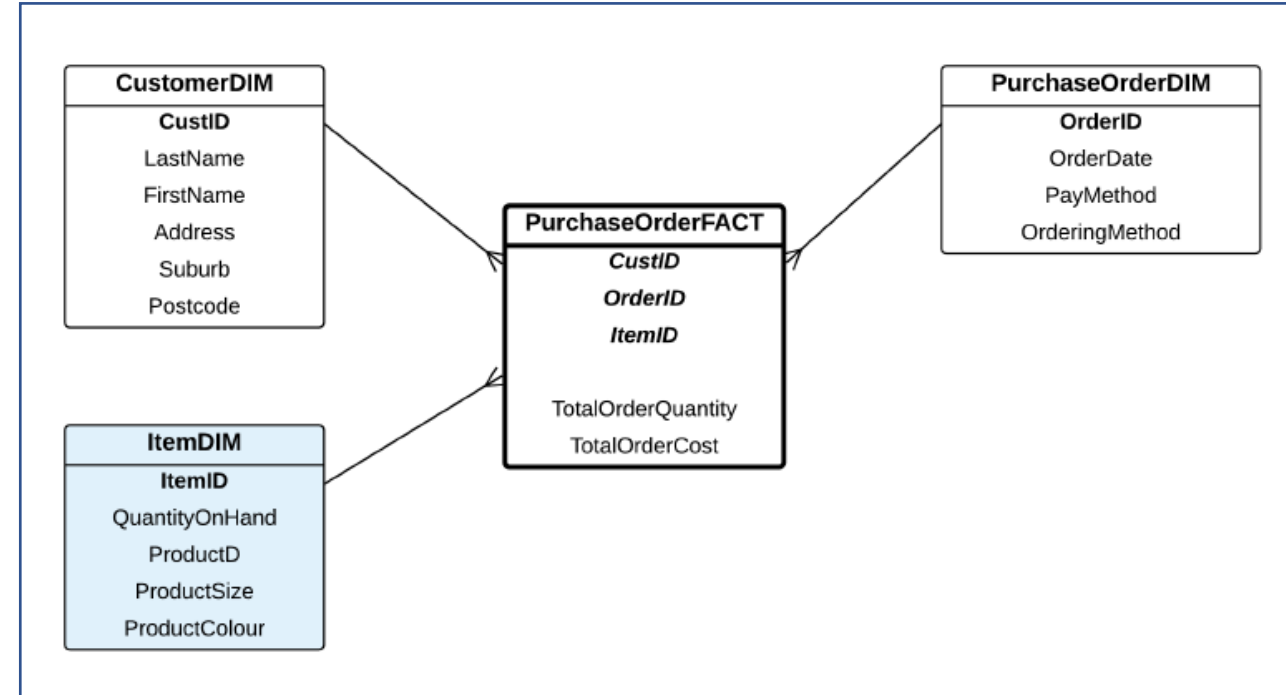 CustomerDIM
CustID
LastName
FirstName
Address
Suburb
Postcode
PurchaseOrderDIM
OrderID
OrderDate
PayMethod
OrderingMethod
PurchaseOrderFACT
CustID
OrderID
ItemID
TotalOrderQuantity
TotalOrderCost
ItemDIM
ItemID
QuantityOnHand
ProductD
ProductSize
ProductColour